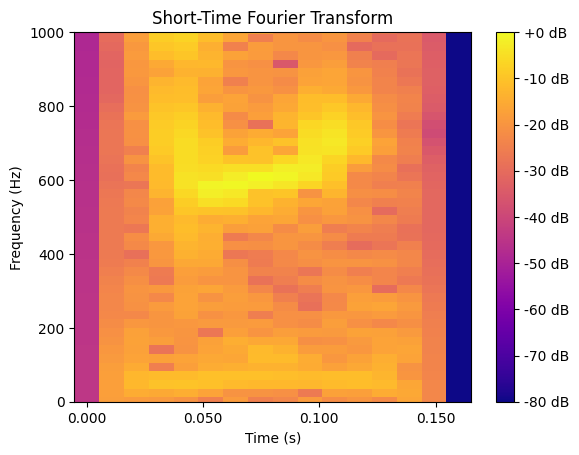 Short-Time Fourier Transform
1000
800
600
400
200
0
Frequency (Hz)
0.000
0.050
0.100
0.150
Time (s)
+0 dB
-10 dB
-20 dB
-30 dB
-40 dB
-50 dB
-60 dB
-70 dB
-80 dB